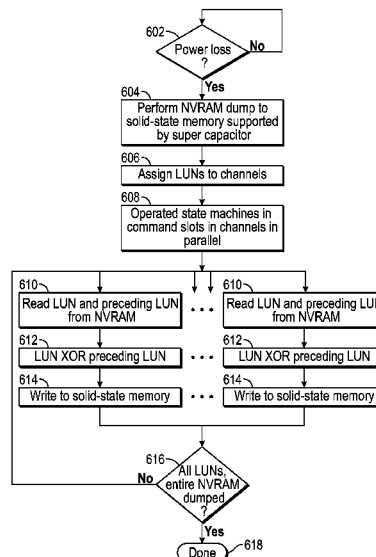 602
Power loss
?
No
Yes
604
Perform NVRAM dump to
solid-state memory supported
by super capacitor
606
Assign LUNs to channels
608
Operated state machines in
command slots in channels in
parallel
610
Read LUN and preceding LUN
from NVRAM
612
LUN XOR preceding LUN
614
Write to solid-state memory
610
Read LUN and preceding LUN
from NVRAM
612
LUN XOR preceding LUN
614
Write to solid-state memory
616
All LUNs,
entire NVRAM
dumped
?
No
Yes
Done
618